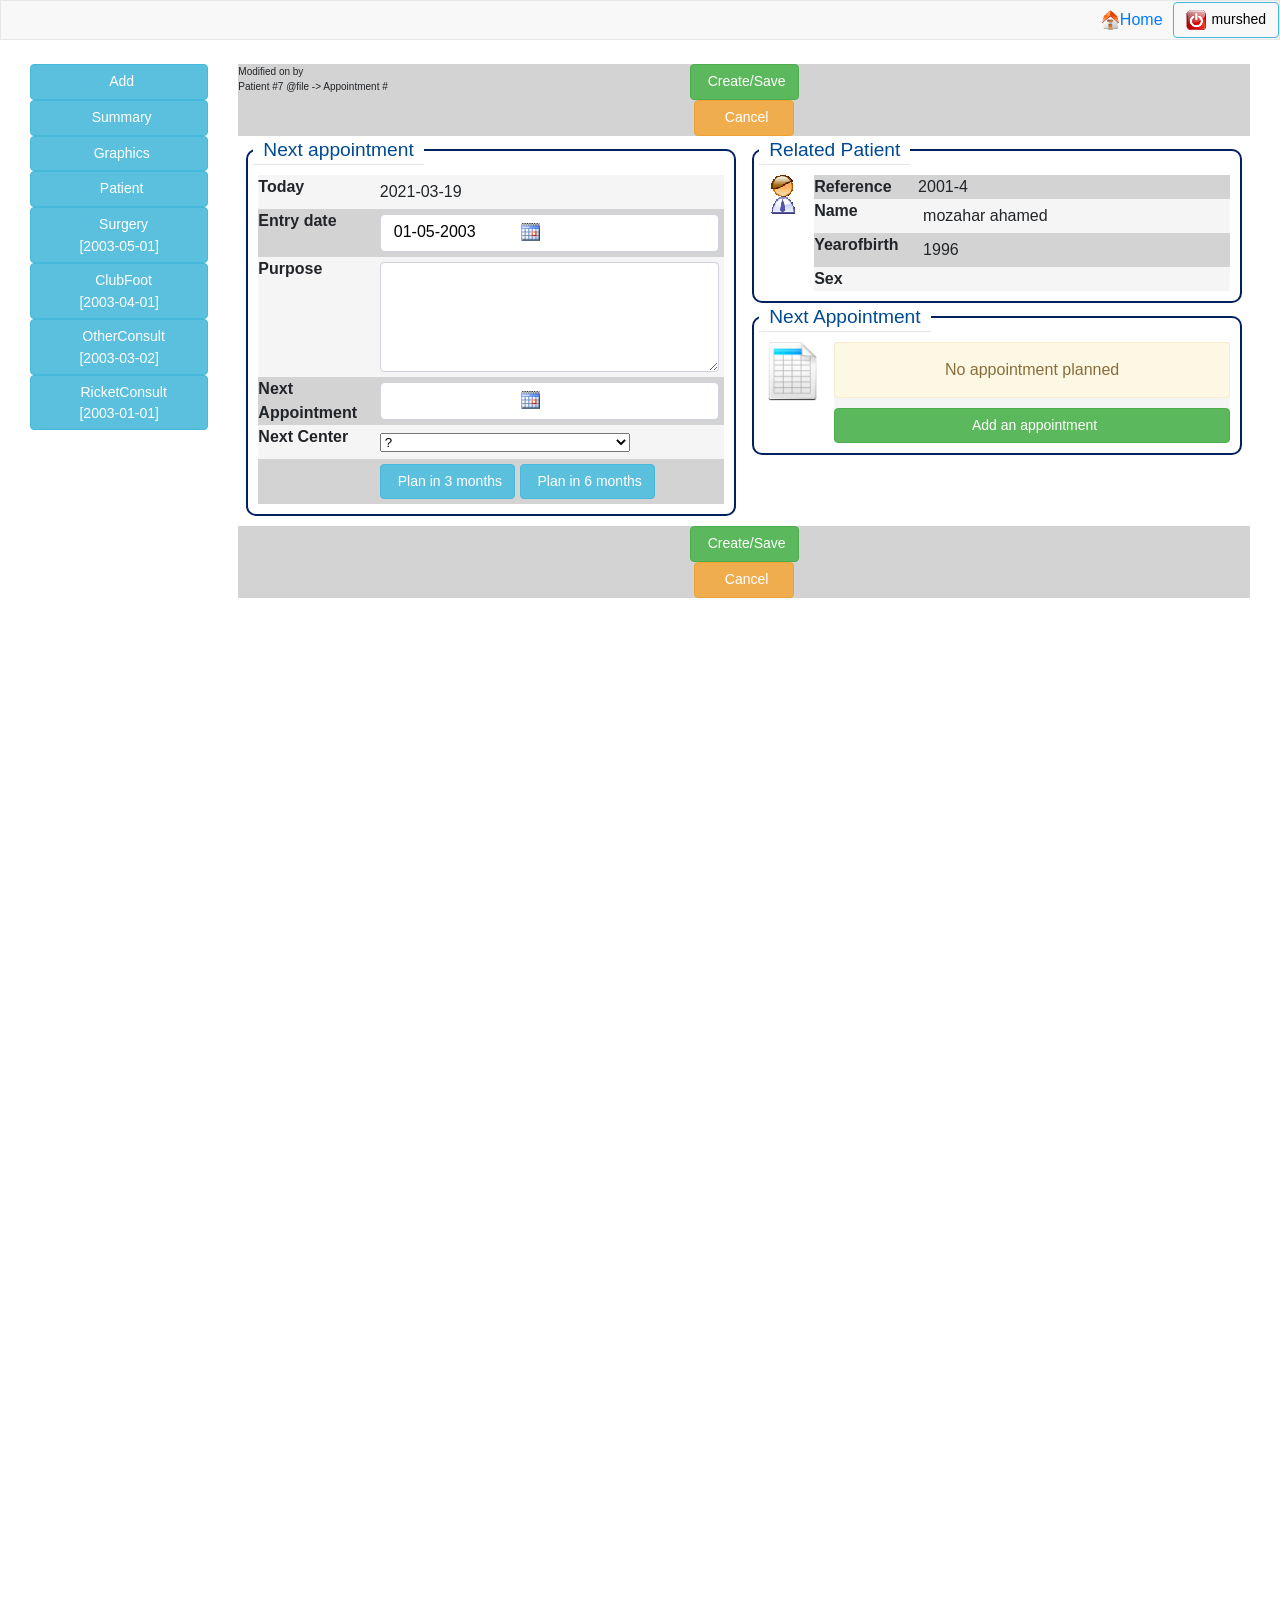 Home murshed
Add
Summary
Graphics
Patient
Surgery
[2003-05-01]
ClubFoot
[2003-04-01]
OtherConsult
[2003-03-02]
RicketConsult
[2003-01-01]
Modified on by
Patient #7 @file -> Appointment #
Create/Save
Cancel
Next appointment
Today 2021-03-19
Entry date 01-05-2003
Purpose
Next
Appointment
Next Center ?
Plan in 3 months Plan in 6 months
Related Patient
Reference 2001-4
Name mozahar ahamed
Yearofbirth 1996
Sex
Next Appointment
No appointment planned
Add an appointment
Create/Save
Cancel